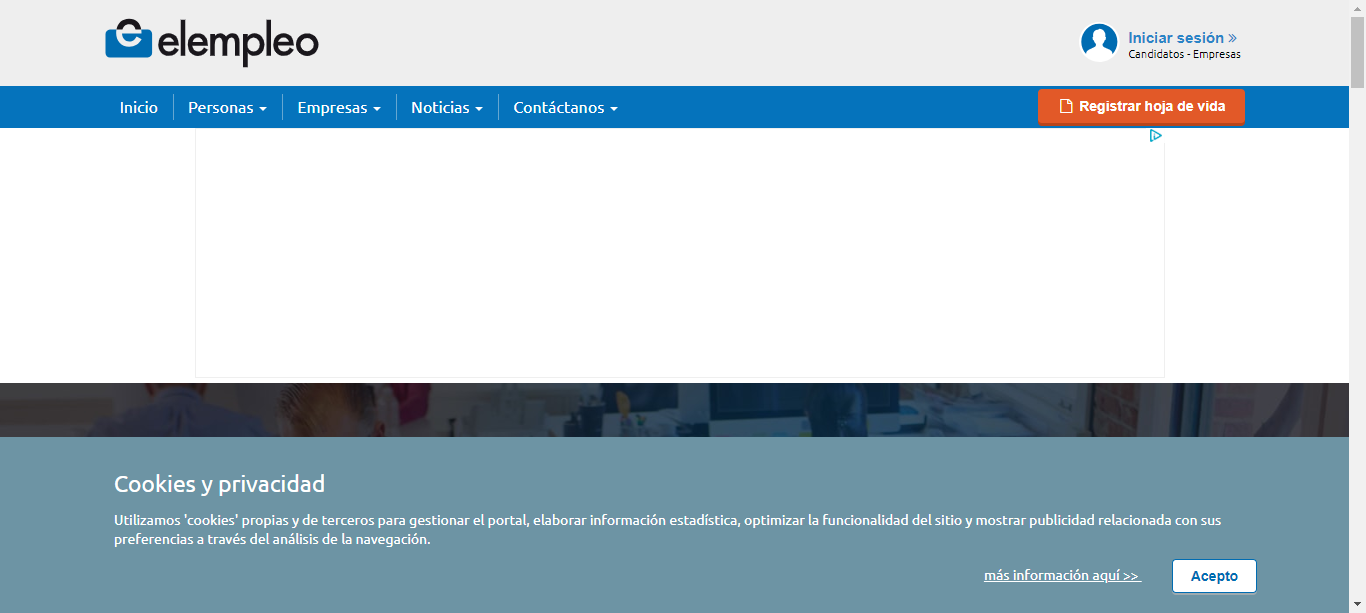 elempleo
Iniciar sesión »
Candidatos - Empresas
Inicio Personas Empresas Noticias Contáctanos Registrar hoja de vida
Cookies y privacidad
Utilizamos 'cookies' propias y de terceros para gestionar el portal, elaborar información estadística, optimizar la funcionalidad del sitio y mostrar publicidad relacionada con sus
preferencias a través del análisis de la navegación.
más información aquí >> Acepto